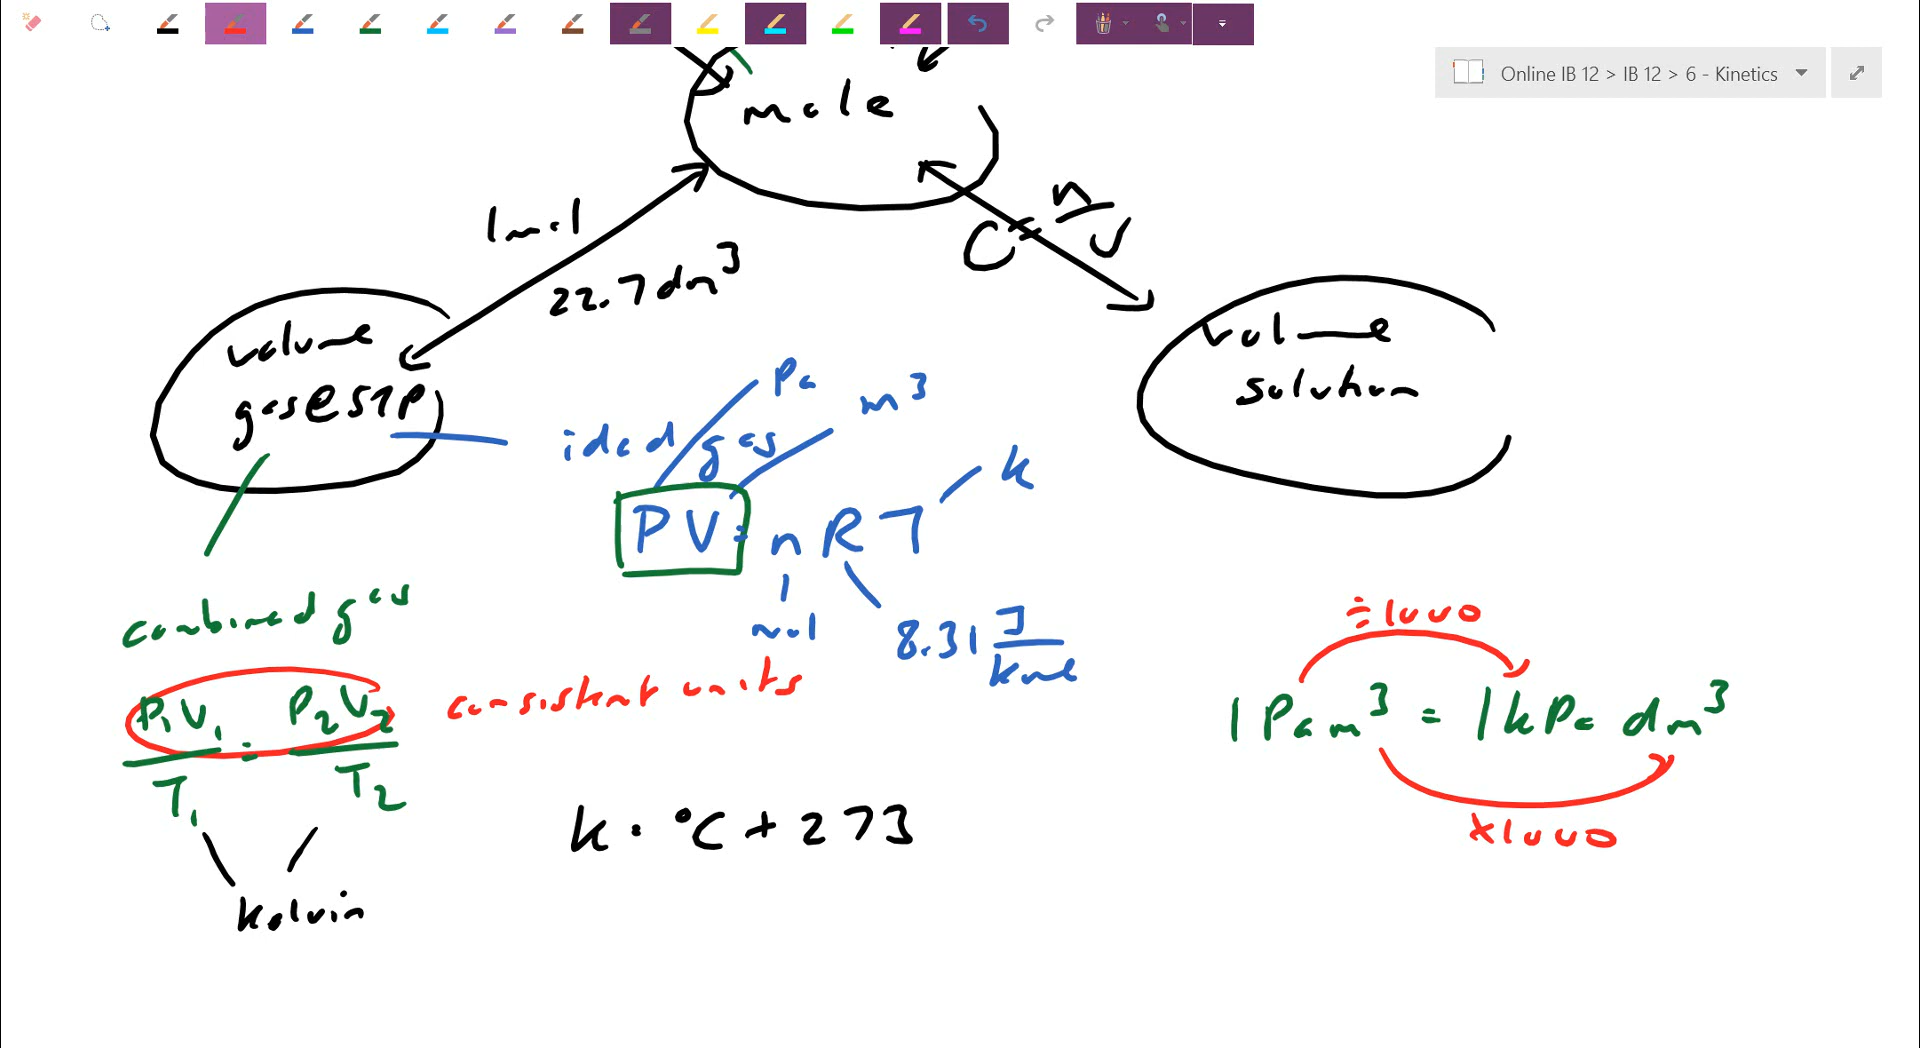 Online IB 12 > IB 12 > 6 - Kinetics
mole
1 mol
22.7 dm³
C = n/V
volume
gas @ STP
volume
solution
ideal gas
Pa
m³
PV = nRT
K
mol
8.31 J/K mol
combined gas
P₁V₁/T₁ = P₂V₂/T₂
consistent units
Kelvin
K = °C + 273
÷1000
1 Pa m³ = 1 kPa dm³
×1000